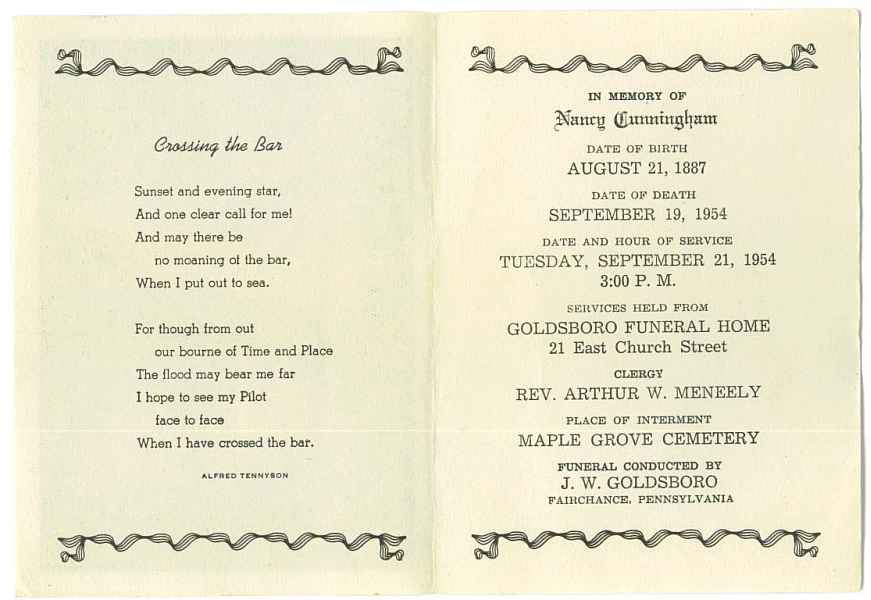 Crossing the Bar
Sunset and evening star,
And one clear call for me!
And may there be
no moaning of the bar,
When I put out to sea.
For though from out
our bourne of Time and Place
The flood may bear me far
I hope to see my Pilot
face to face
When I have crossed the bar.
ALFRED TENNYSON
IN MEMORY OF
Nancy Cunningham
DATE OF BIRTH
AUGUST 21, 1887
DATE OF DEATH
SEPTEMBER 19, 1954
DATE AND HOUR OF SERVICE
TUESDAY, SEPTEMBER 21, 1954
3:00 P. M.
SERVICES HELD FROM
GOLDSBORO FUNERAL HOME
21 East Church Street
CLERGY
REV. ARTHUR W. MENEELY
PLACE OF INTERMENT
MAPLE GROVE CEMETERY
FUNERAL CONDUCTED BY
J. W. GOLDSBORO
FAIRCHANCE, PENNSYLVANIA